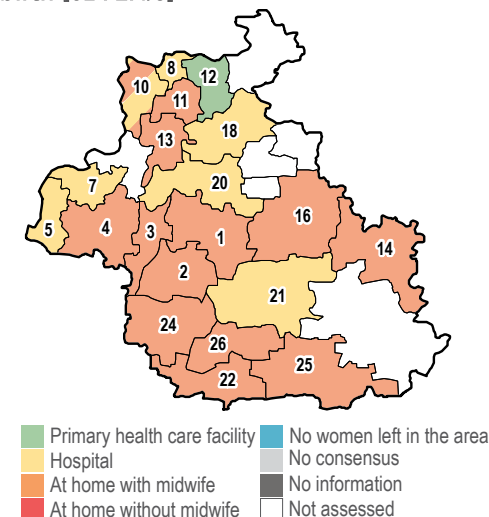 8
12
10
11
13
18
7
20
5
4
3
1
16
14
2
21
24
26
22
25
Primary health care facility
Hospital
At home with midwife
At home without midwife
No women left in the area
No consensus
No information
Not assessed